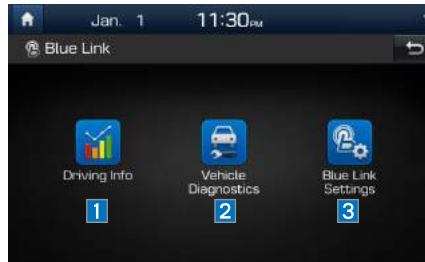 Jan. 1 11:30PM
Blue Link
Driving Info
Vehicle
Diagnostics
Blue Link
Settings
1 2 3